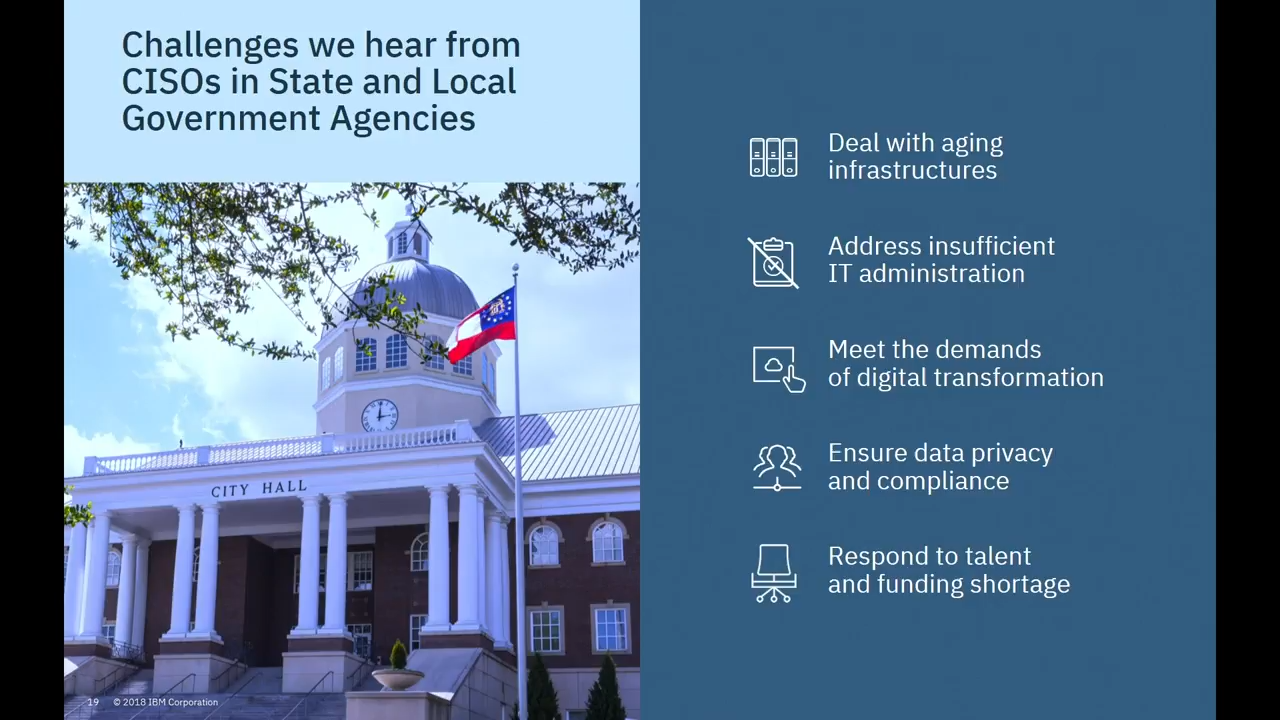 Challenges we hear from
CISOs in State and Local
Government Agencies
Deal with aging
infrastructures
Address insufficient
IT administration
Meet the demands
of digital transformation
Ensure data privacy
and compliance
Respond to talent
and funding shortage
CITY HALL
19 © 2018 IBM Corporation